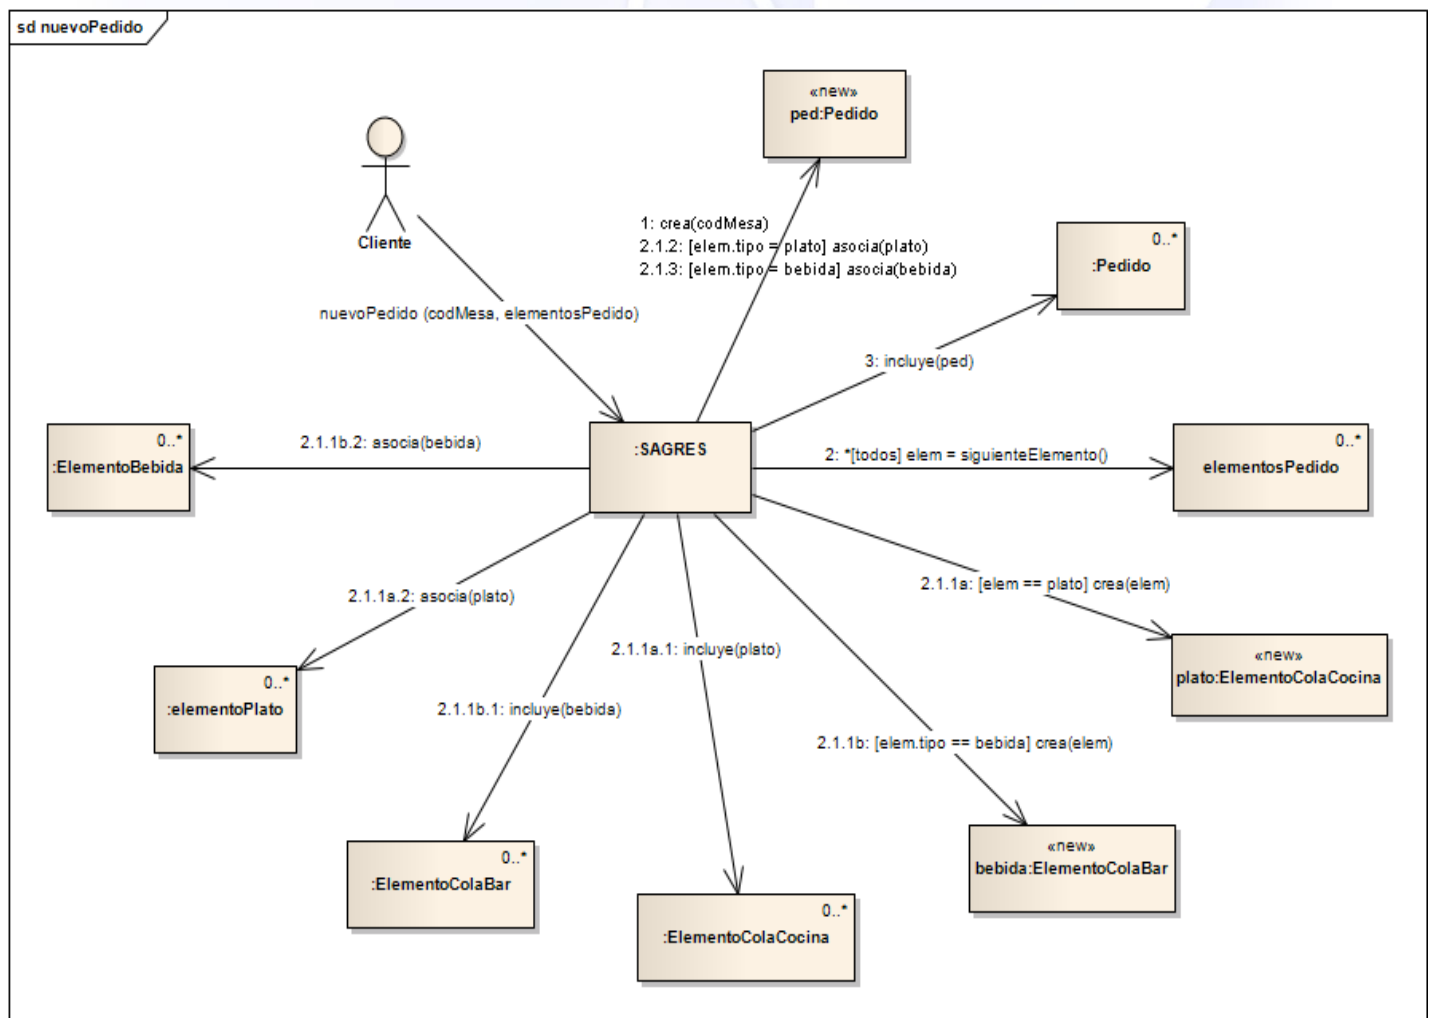 sd nuevoPedido
«new»
ped:Pedido
Cliente
1: crea(codMesa)
2.1.2: [elem.tipo = plato] asocia(plato)
2.1.3: [elem.tipo = bebida] asocia(bebida)
0..*
:Pedido
nuevoPedido (codMesa, elementosPedido)
3: incluye(ped)
0..*
:ElementoBebida
2.1.1b.2: asocia(bebida)
:SAGRES
2: *[todos] elem = siguienteElemento()
0..*
elementosPedido
2.1.1a.2: asocia(plato)
2.1.1a: [elem == plato] crea(elem)
0..*
:elementoPlato
2.1.1a.1: incluye(plato)
«new»
plato:ElementoColaCocina
2.1.1b.1: incluye(bebida)
2.1.1b: [elem.tipo == bebida] crea(elem)
0..*
:ElementoColaBar
«new»
bebida:ElementoColaBar
0..*
:ElementoColaCocina